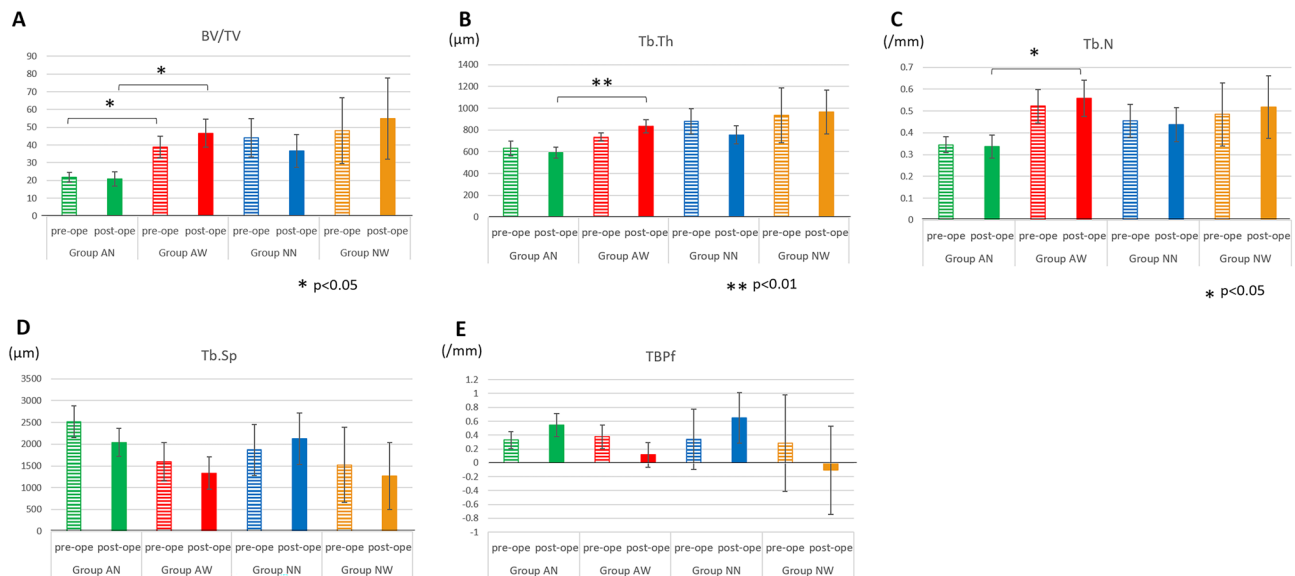 A
BV/TV
90
80
70
60
50
40
30
20
10
0
*
*
pre-ope post-ope pre-ope post-ope pre-ope post-ope pre-ope post-ope
Group AN Group AW Group NN Group NW
* p<0.05
B
(μm)
Tb.Th
1400
1200
1000
800
600
400
200
0
**
pre-ope post-ope pre-ope post-ope pre-ope post-ope pre-ope post-ope
Group AN Group AW Group NN Group NW
** p<0.01
C
(/mm)
Tb.N
0.7
0.6
0.5
0.4
0.3
0.2
0.1
0
*
pre-ope post-ope pre-ope post-ope pre-ope post-ope pre-ope post-ope
Group AN Group AW Group NN Group NW
* p<0.05
D
(μm)
Tb.Sp
3500
3000
2500
2000
1500
1000
500
0
pre-ope post-ope pre-ope post-ope pre-ope post-ope pre-ope post-ope
Group AN Group AW Group NN Group NW
E
(/mm)
TBPf
1.2
1
0.8
0.6
0.4
0.2
0
-0.2
-0.4
-0.6
-0.8
-1
pre-ope post-ope pre-ope post-ope pre-ope post-ope pre-ope post-ope
Group AN Group AW Group NN Group NW